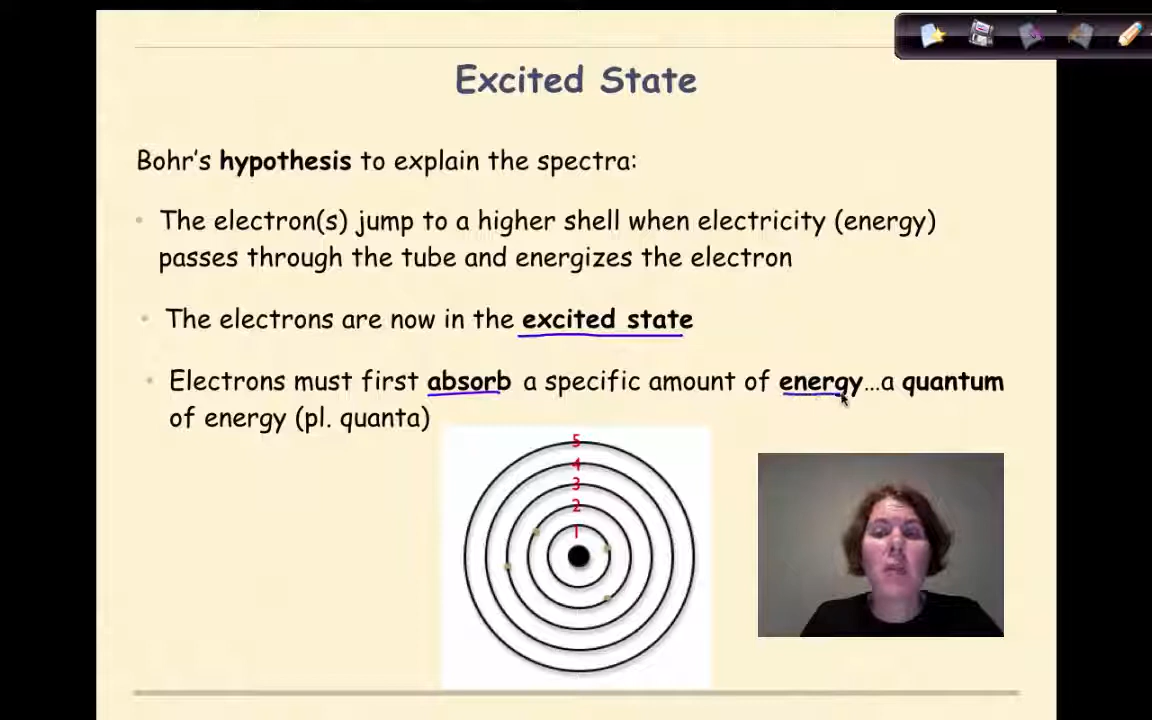 Excited State
Bohr's hypothesis to explain the spectra:
• The electron(s) jump to a higher shell when electricity (energy)
passes through the tube and energizes the electron
• The electrons are now in the excited state
• Electrons must first absorb a specific amount of energy…a quantum
of energy (pl. quanta)
5
4
3
2
1